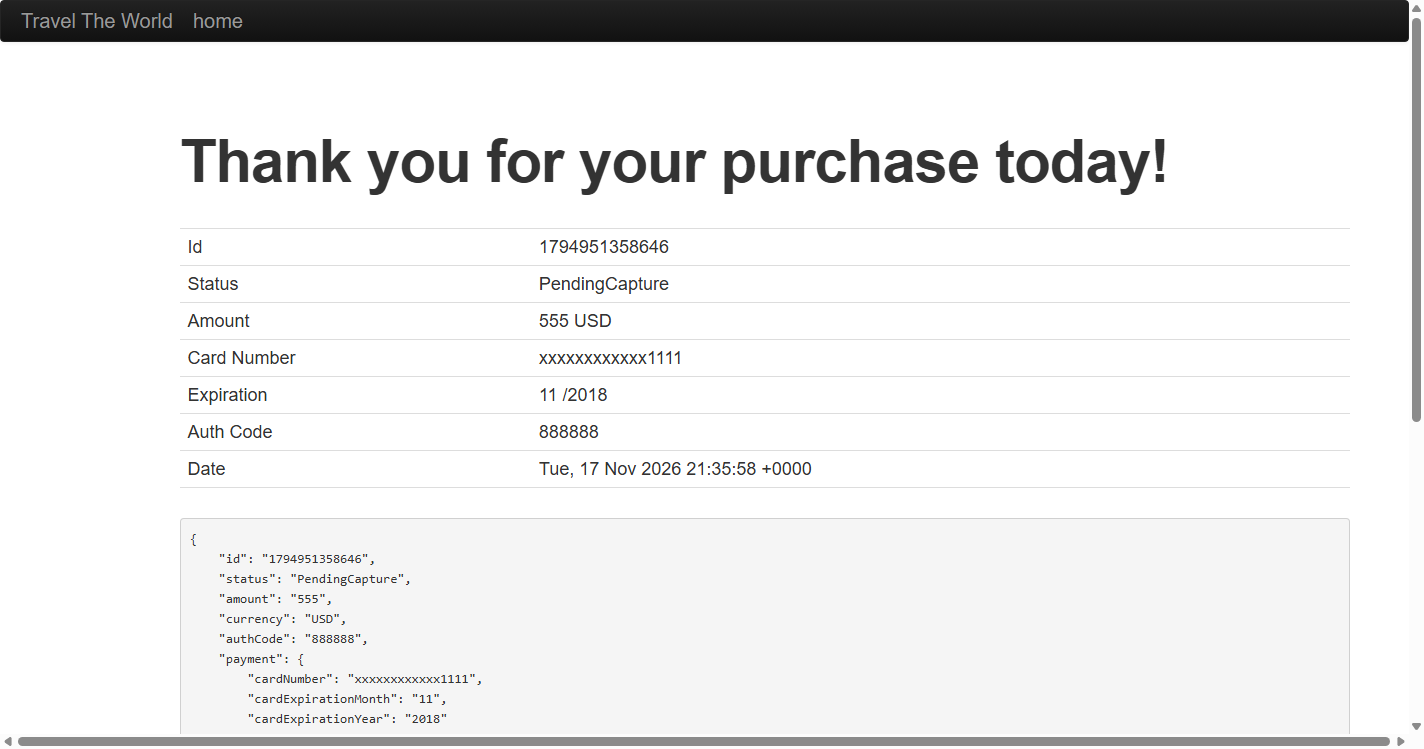 Travel The World home
Thank you for your purchase today!
Id 1794951358646
Status PendingCapture
Amount 555 USD
Card Number xxxxxxxxxxxx1111
Expiration 11 /2018
Auth Code 888888
Date Tue, 17 Nov 2026 21:35:58 +0000
{
    "id": "1794951358646",
    "status": "PendingCapture",
    "amount": "555",
    "currency": "USD",
    "authCode": "888888",
    "payment": {
        "cardNumber": "xxxxxxxxxxxx1111",
        "cardExpirationMonth": "11",
        "cardExpirationYear": "2018"